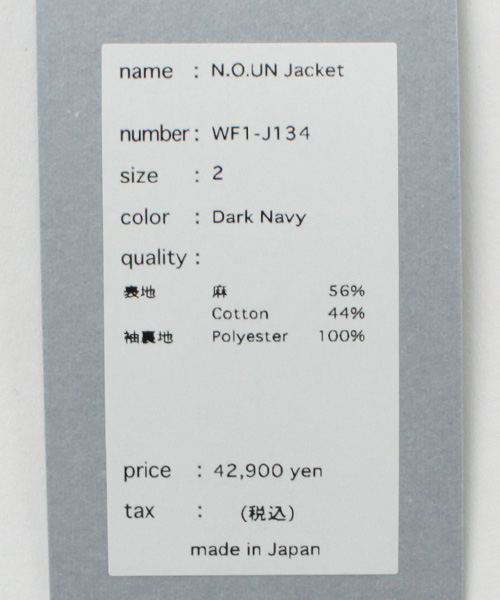 name : N.O.UN Jacket
number : WF1-J134
size : 2
color : Dark Navy
quality :
表地 麻 56%
Cotton 44%
袖裏地 Polyester 100%
price : 42,900 yen
tax : (税込)
made in Japan